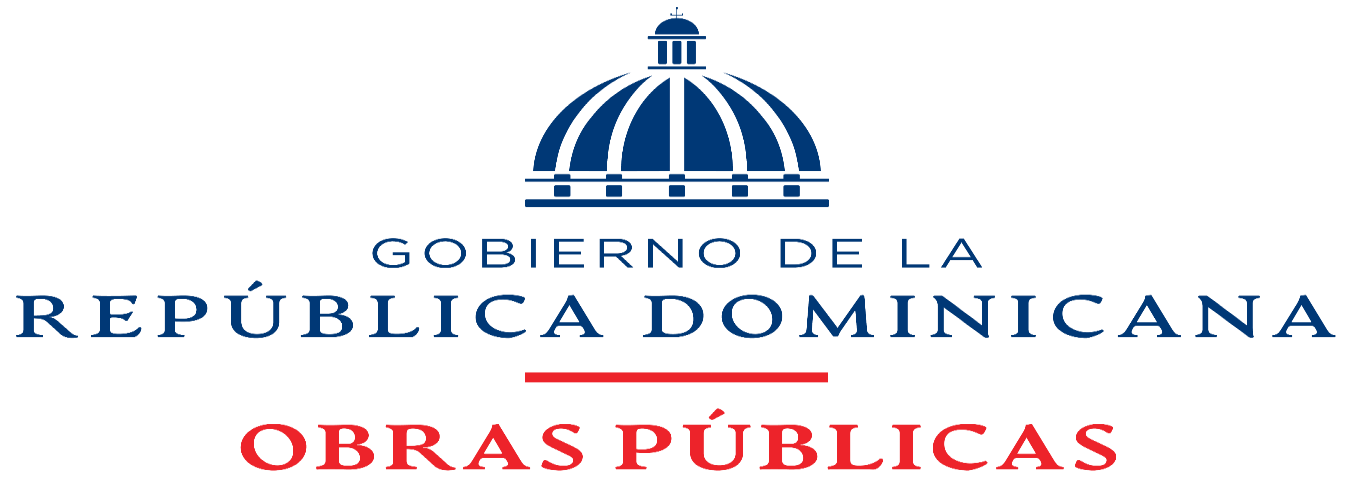 GOBIERNO DE LA
REPÚBLICA DOMINICANA
OBRAS PÚBLICAS